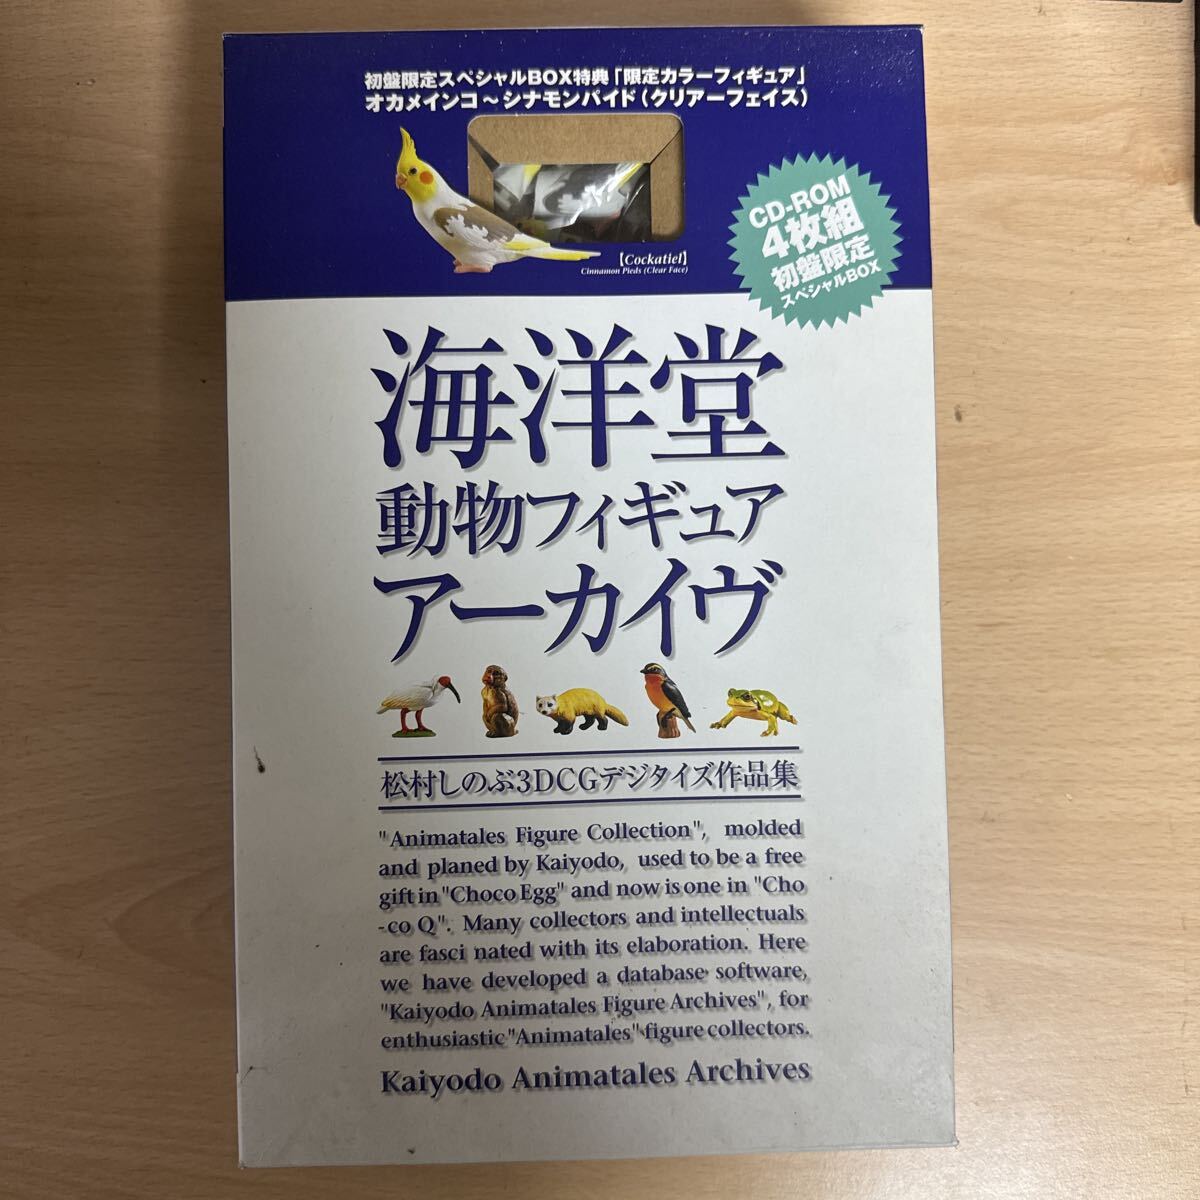 初盤限定スペシャルBOX特典「限定カラーフィギュア」
オカメインコ～シナモンパイド(クリアーフェイス)
【Cockatiel】
Cinnamon Pieds (Clear Face)
CD-ROM
4枚組
初盤限定
スペシャルBOX
海洋堂
動物フィギュア
アーカイヴ
松村しのぶ3DCGデジタイズ作品集
"Animatales Figure Collection", molded
and planed by Kaiyodo, used to be a free
gift in "Choco Egg" and now is one in "Cho
-co Q". Many collectors and intellectuals
are fasci nated with its elaboration. Here
we have developed a database software,
"Kaiyodo Animatales Figure Archives", for
enthusiastic "Animatales" figure collectors.
Kaiyodo Animatales Archives